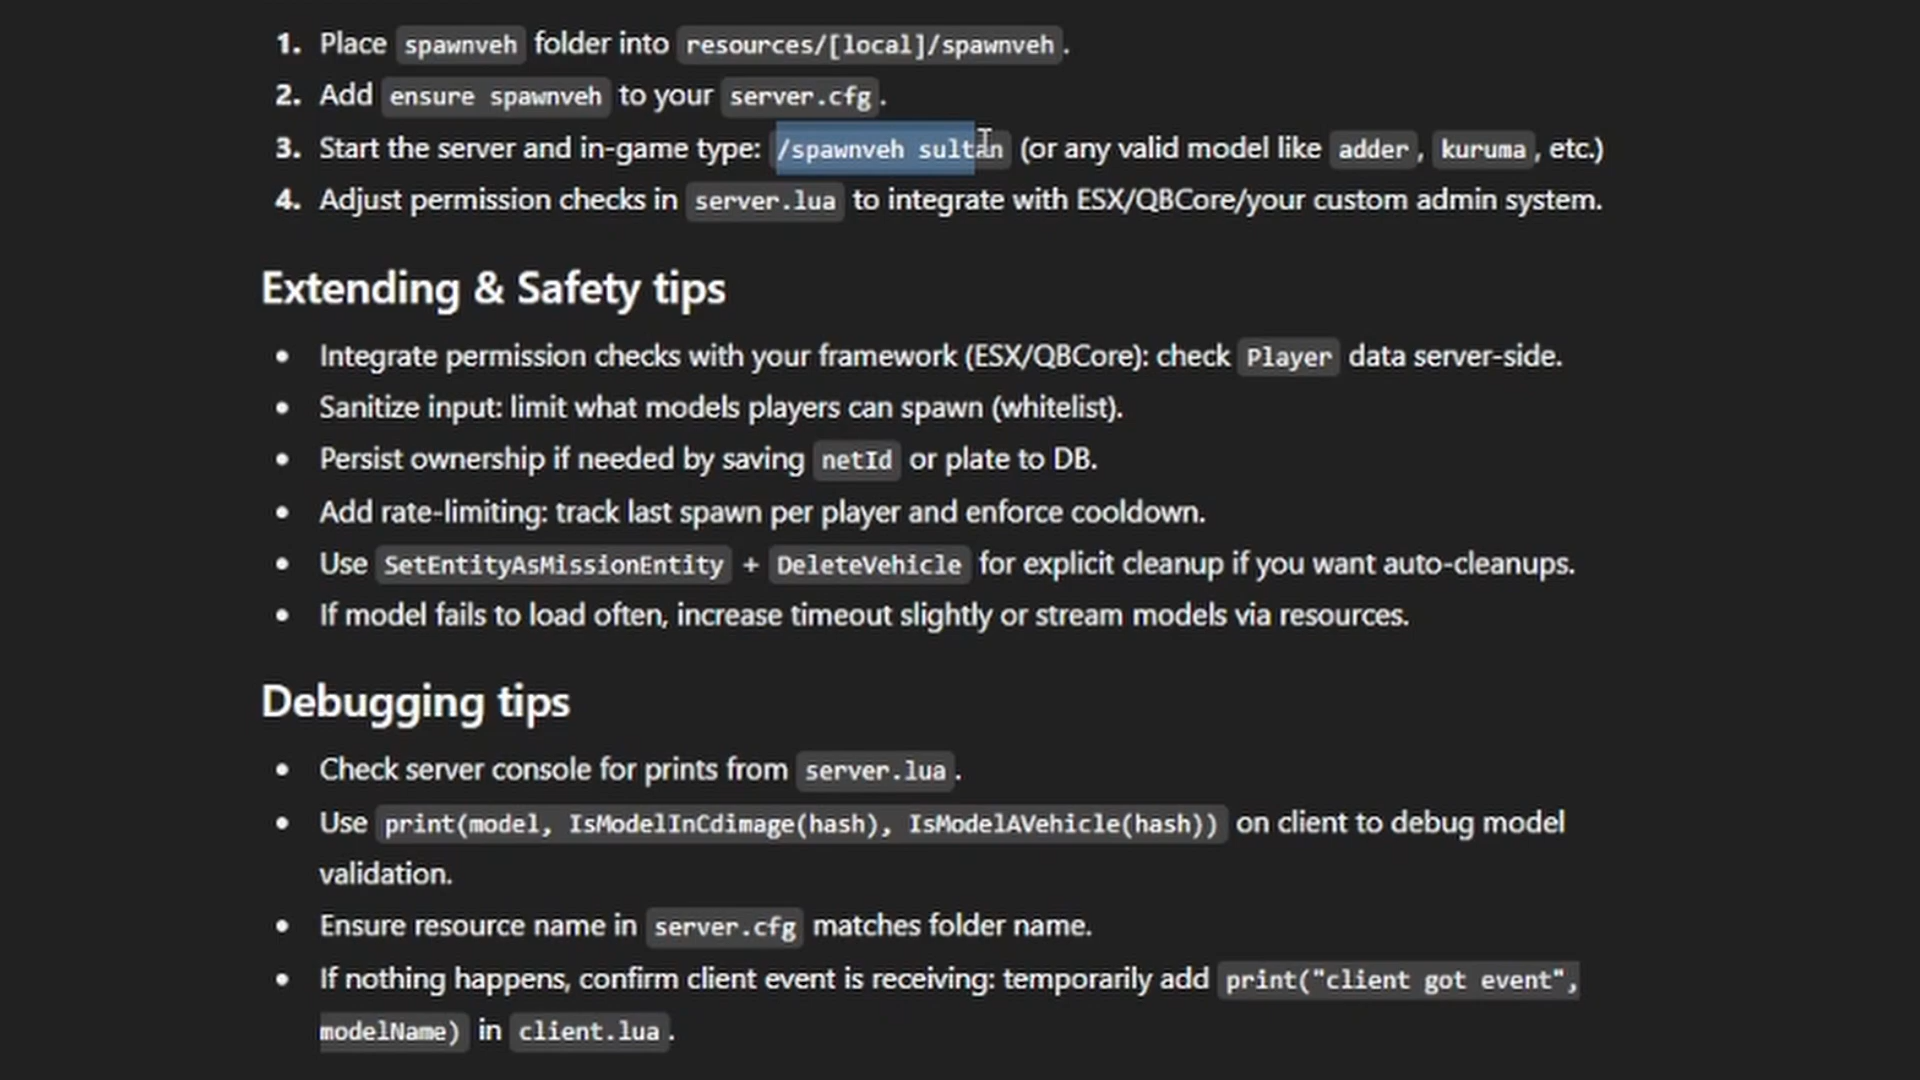 1. Place spawnveh folder into resources/[local]/spawnveh.
2. Add ensure spawnveh to your server.cfg.
3. Start the server and in-game type: /spawnveh sultan (or any valid model like adder, kuruma, etc.)
4. Adjust permission checks in server.lua to integrate with ESX/QBCore/your custom admin system.
Extending & Safety tips
• Integrate permission checks with your framework (ESX/QBCore): check Player data server-side.
• Sanitize input: limit what models players can spawn (whitelist).
• Persist ownership if needed by saving netId or plate to DB.
• Add rate-limiting: track last spawn per player and enforce cooldown.
• Use SetEntityAsMissionEntity + DeleteVehicle for explicit cleanup if you want auto-cleanups.
• If model fails to load often, increase timeout slightly or stream models via resources.
Debugging tips
• Check server console for prints from server.lua.
• Use print(model, IsModelInCdimage(hash), IsModelAVehicle(hash)) on client to debug model
validation.
• Ensure resource name in server.cfg matches folder name.
• If nothing happens, confirm client event is receiving: temporarily add print("client got event",
modelName) in client.lua.